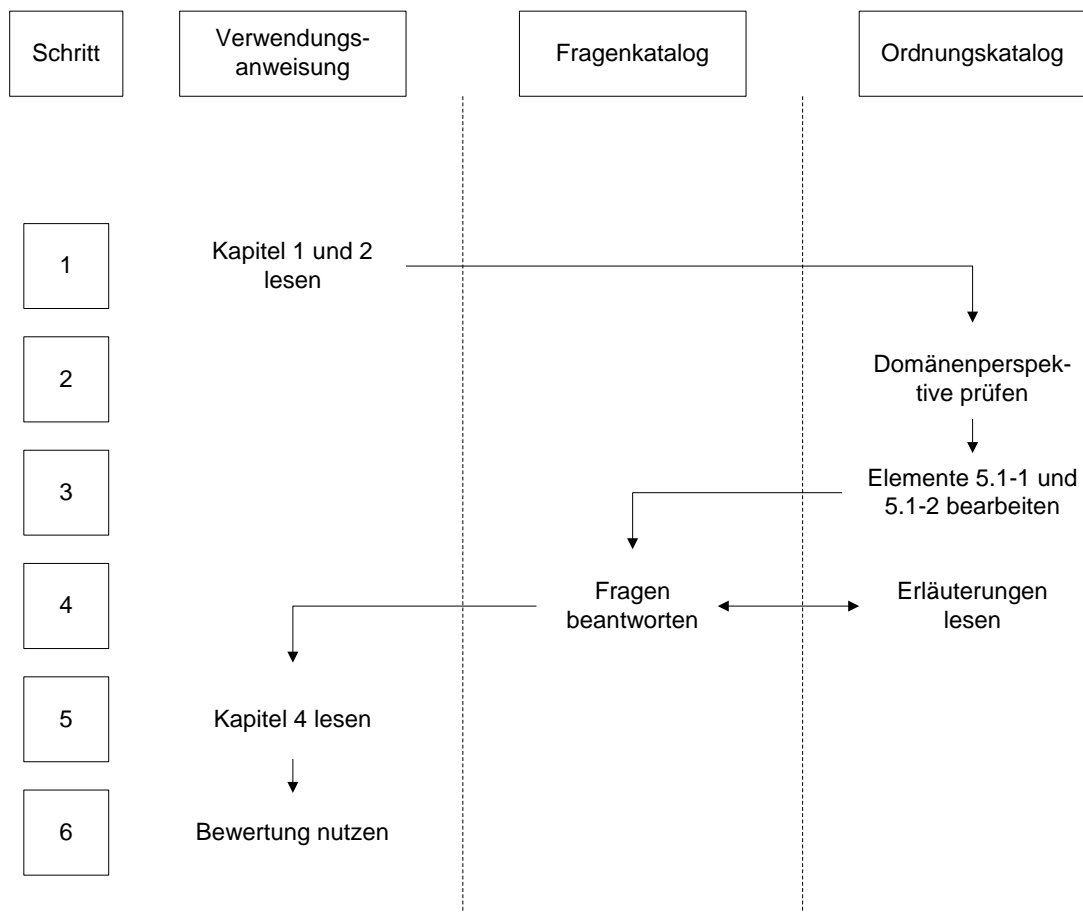 Schritt
Verwendungs-
anweisung
Fragenkatalog
Ordnungskatalog
1
Kapitel 1 und 2
lesen
2
Domänenperspek-
tive prüfen
3
Elemente 5.1-1 und
5.1-2 bearbeiten
4
Fragen
beantworten
Erläuterungen
lesen
5
Kapitel 4 lesen
6
Bewertung nutzen